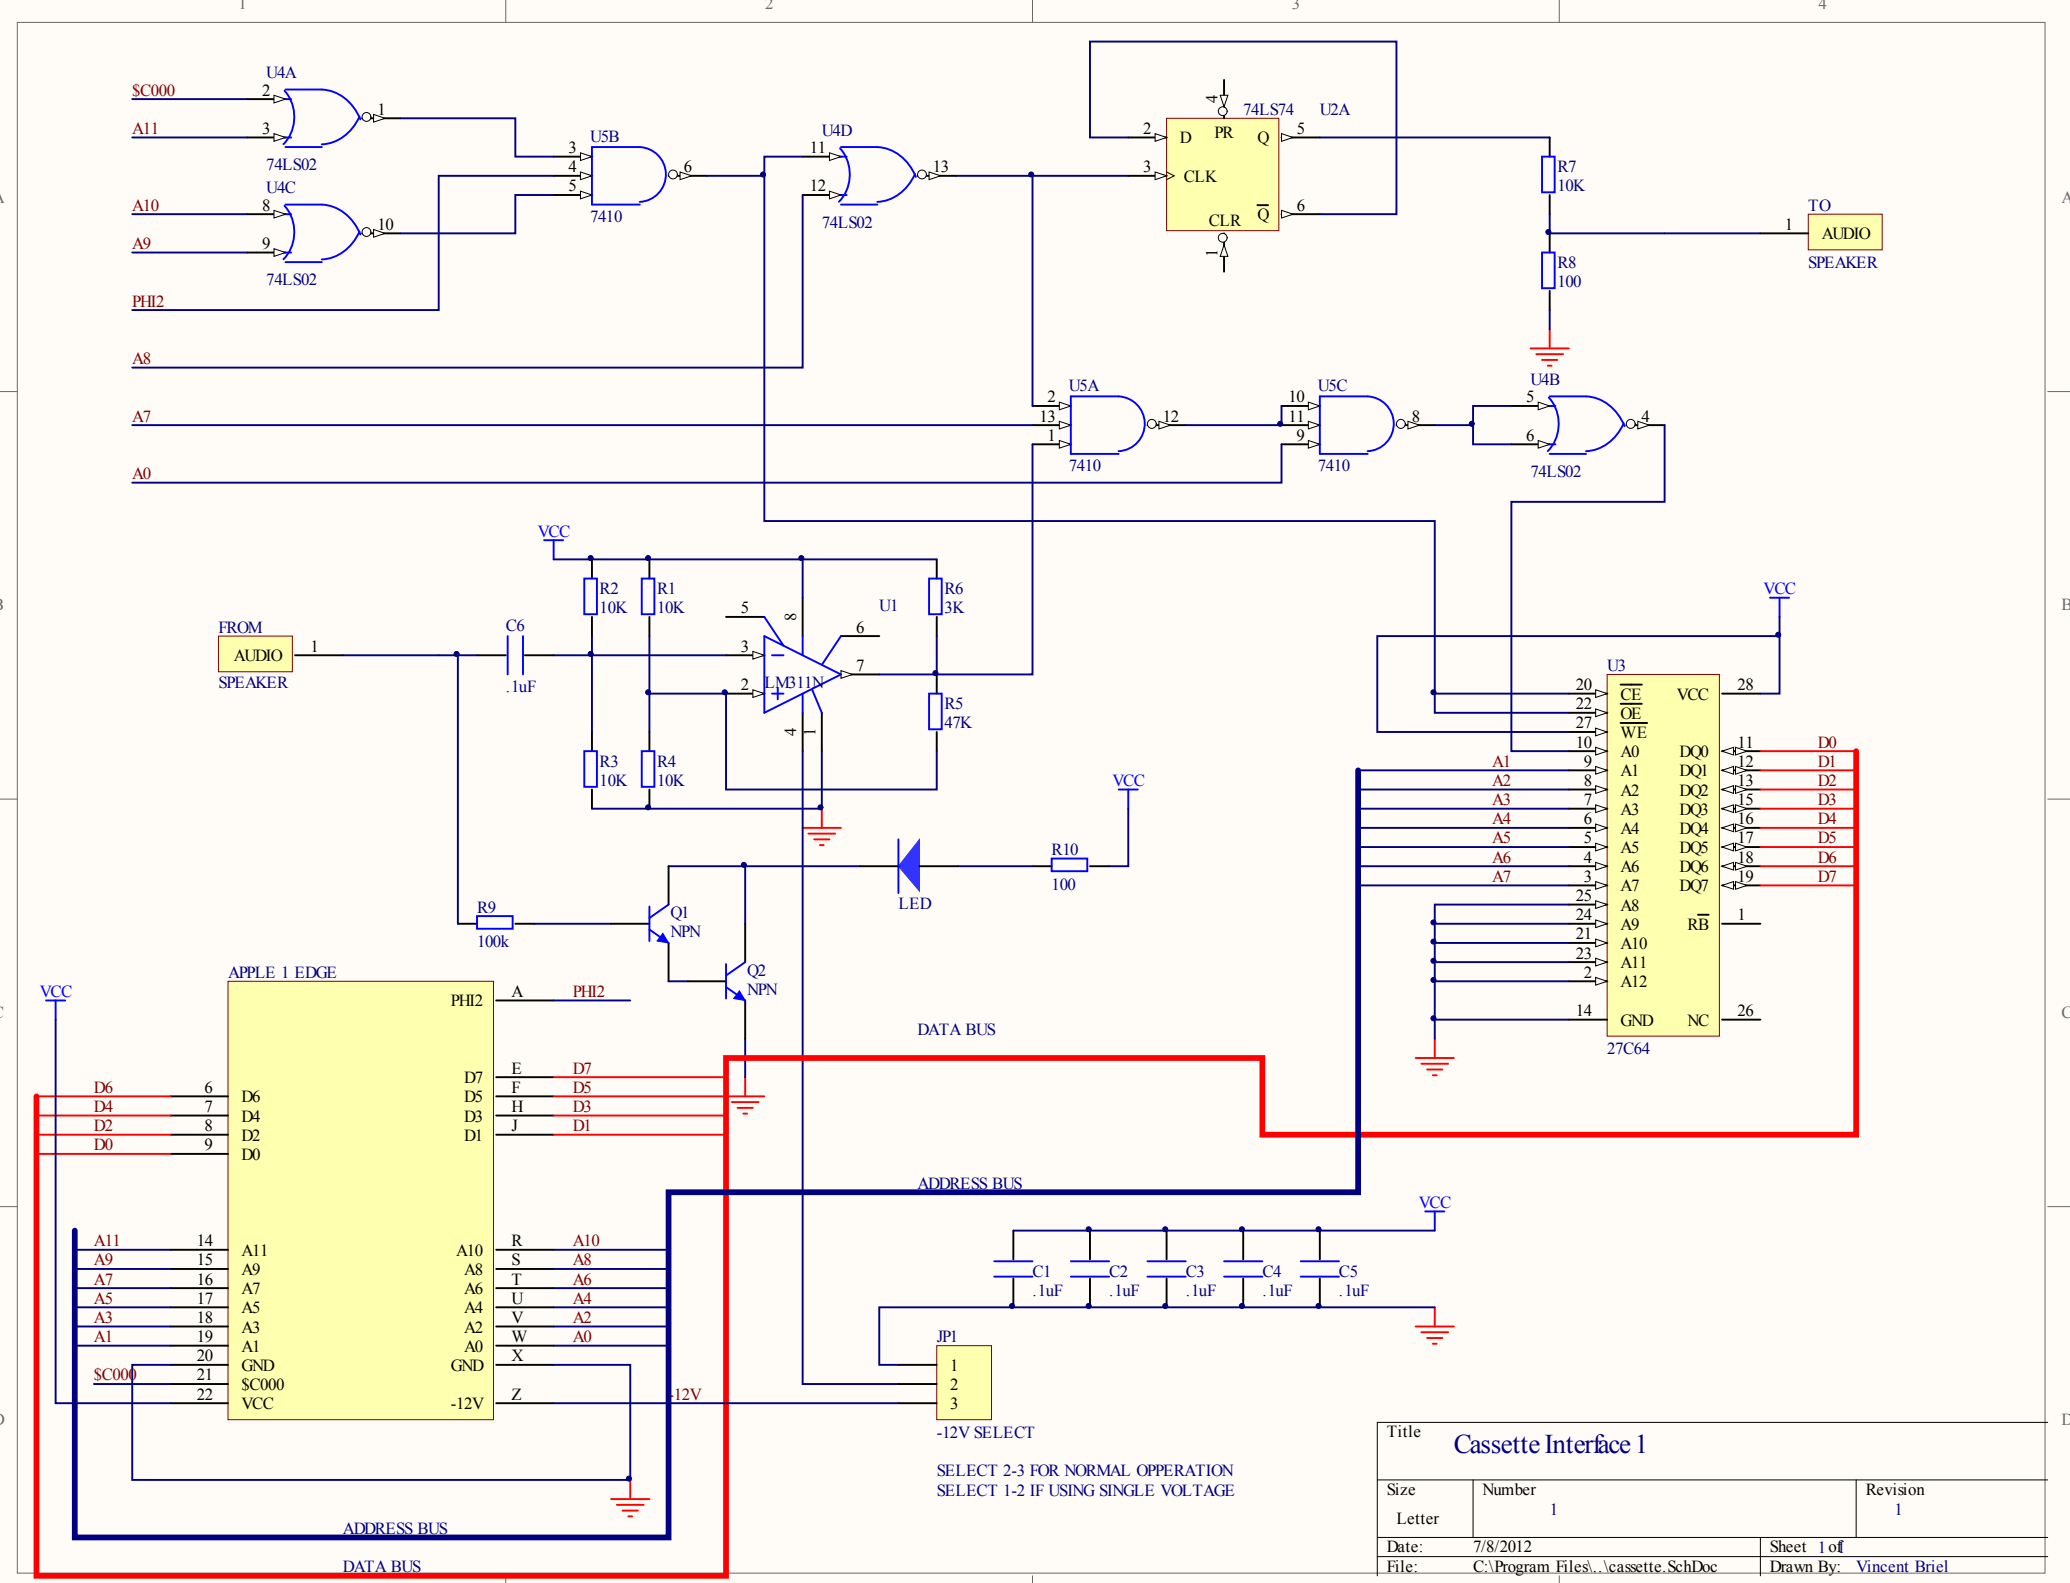 1 2 3 4
U4A
$C000 2
1
A11 3
74LS02
U4C
A10 8
10
A9 9
74LS02
PHI2
A8
A7
A0
U5B
3
4
5
6
7410
U4D
11
12
13
74LS02
74LS74 U2A
4
PR
2 D
Q 5
3 CLK
CLR
Q 6
1
R7
10K
R8
100
TO
1 AUDIO
SPEAKER
U5A
2
13
1
12
7410
U5C
10
11
9
8
7410
U4B
5
6
4
74LS02
VCC
R2
10K
R1
10K
R6
3K
U1
5
8
6
3
2
7
LM311N
4
1
R5
47K
R3
10K
R4
10K
FROM
AUDIO 1
SPEAKER
C6
.1uF
VCC
R10
100
LED
R9
100k
Q1
NPN
Q2
NPN
VCC
U3
20 CE VCC 28
22 OE
27 WE
10 A0 DQ0 11 D0
A1 9 A1 DQ1 12 D1
A2 8 A2 DQ2 13 D2
A3 7 A3 DQ3 15 D3
A4 6 A4 DQ4 16 D4
A5 5 A5 DQ5 17 D5
A6 4 A6 DQ6 18 D6
A7 3 A7 DQ7 19 D7
25 A8
24 A9 RB 1
21 A10
23 A11
2 A12
14 GND NC 26
27C64
APPLE 1 EDGE
VCC
PHI2 A PHI2
D7 E D7
D6 6 D6 D5 F D5
D4 7 D4 D3 H D3
D2 8 D2 D1 J D1
D0 9 D0
A11 14 A11 A10 R A10
A9 15 A9 A8 S A8
A7 16 A7 A6 T A6
A5 17 A5 A4 U A4
A3 18 A3 A2 V A2
A1 19 A1 A0 W A0
20 GND GND X
$C000 21 $C000
22 VCC -12V Z -12V
DATA BUS
ADDRESS BUS
ADDRESS BUS
DATA BUS
VCC
C1
.1uF
C2
.1uF
C3
.1uF
C4
.1uF
C5
.1uF
JP1
1
2
3
-12V SELECT
SELECT 2-3 FOR NORMAL OPPERATION
SELECT 1-2 IF USING SINGLE VOLTAGE
Title
Cassette Interface 1
Size Number Revision
Letter 1 1
Date: 7/8/2012 Sheet 1 of 1
File: C:\Program Files\..\cassette.SchDoc Drawn By: Vincent Briel
A
B
C
D
A
B
C
D